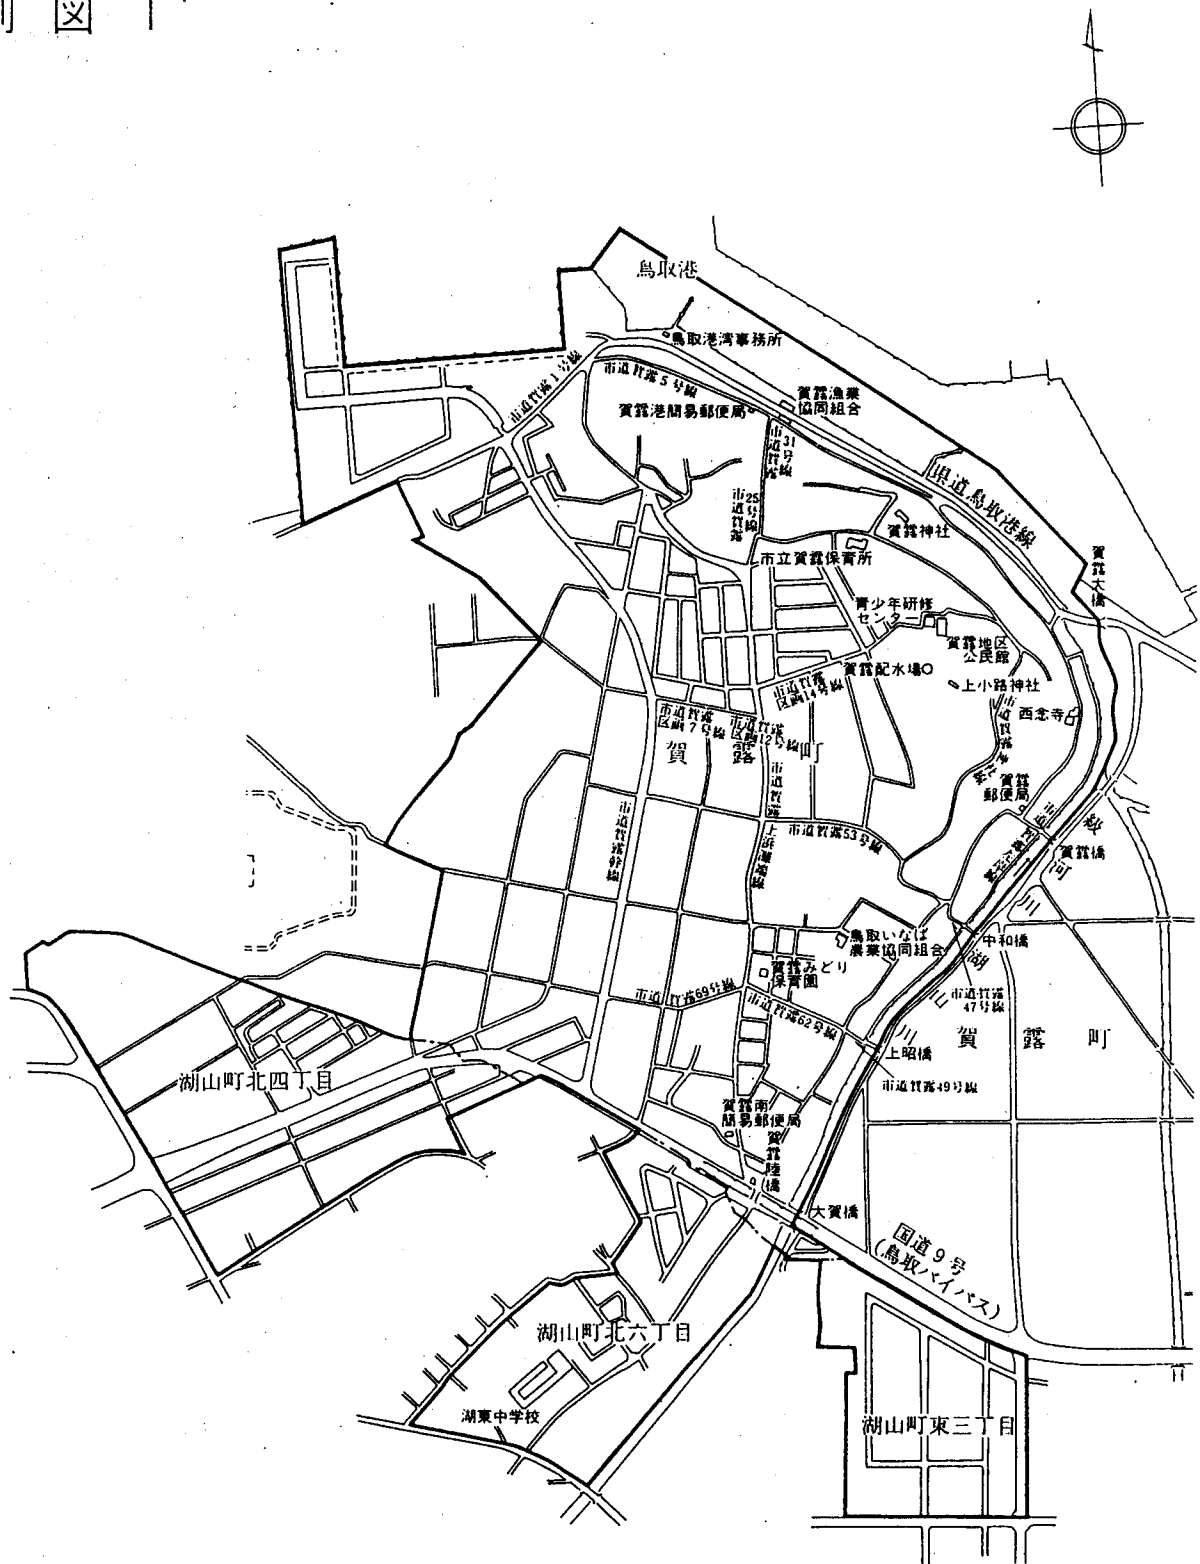 図
鳥取港
鳥取港湾事務所
市道賀露1号線
市道賀露5号線
賀露漁業
協同組合
賀露港簡易郵便局
市道賀露31号線
県道鳥取港線
市道賀露25号線
賀露神社
市立賀露保育所
賀露大橋
青少年研修
センター
賀露地区
公民館
賀露配水場
市道賀露
区画14号線
上小路神社
西念寺
市道賀露
区画7号線
市道賀露
区画12号線
賀露町
賀露
郵便局
市道賀露上浜灘通線
市道賀露幹線
市道賀露53号線
賀露橋
級河川湖山川
鳥取いなば
農業協同組合
中和橋
賀露みどり
保育園
市道賀露69号線
市道賀露62号線
市道賀露
47号線
賀露町
上昭橋
湖山町北四丁目
市道賀露49号線
賀露南
簡易郵便局
賀露陸橋
大賀橋
国道9号
(鳥取バイパス)
湖山町北六丁目
湖東中学校
湖山町東三丁目